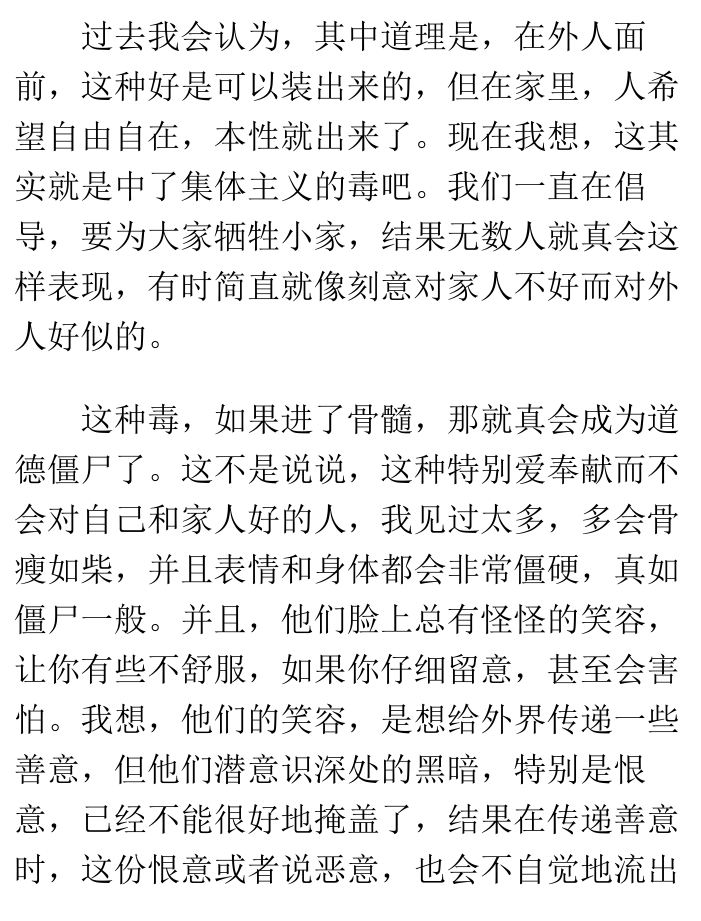 过去我会认为，其中道理是，在外人面
前，这种好是可以装出来的，但在家里，人希
望自由自在，本性就出来了。现在我想，这其
实就是中了集体主义的毒吧。我们一直在倡
导，要为大家牺牲小家，结果无数人就真会这
样表现，有时简直就像刻意对家人不好而对外
人好似的。
这种毒，如果进了骨髓，那就真会成为道
德僵尸了。这不是说说，这种特别爱奉献而不
会对自己和家人好的人，我见过太多，多会骨
瘦如柴，并且表情和身体都会非常僵硬，真如
僵尸一般。并且，他们脸上总有怪怪的笑容，
让你有些不舒服，如果你仔细留意，甚至会害
怕。我想，他们的笑容，是想给外界传递一些
善意，但他们潜意识深处的黑暗，特别是恨
意，已经不能很好地掩盖了，结果在传递善意
时，这份恨意或者说恶意，也会不自觉地流出